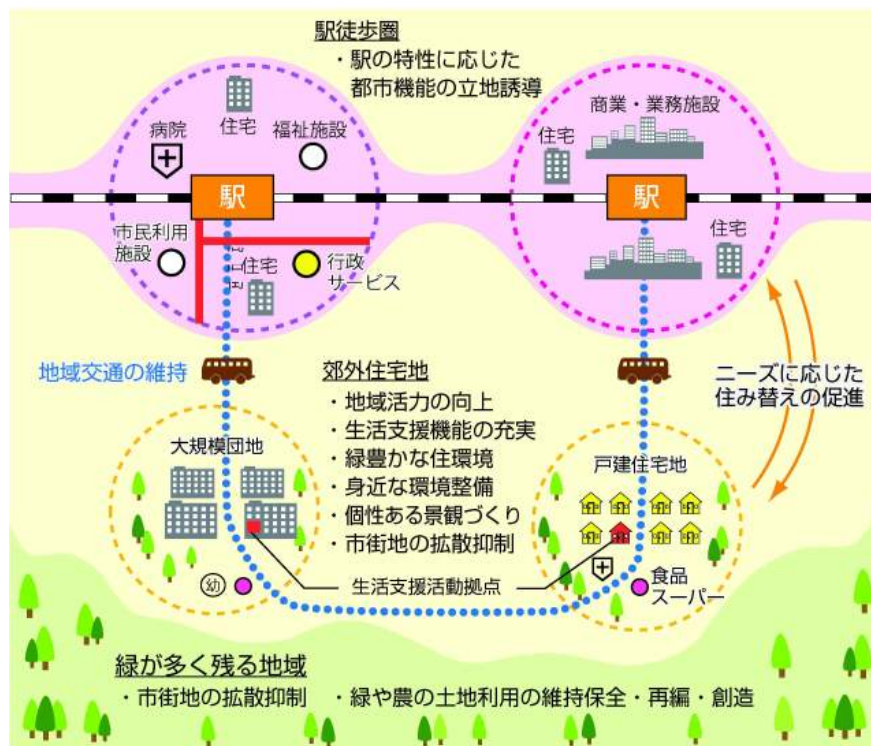 駅徒歩圏
・駅の特性に応じた
都市機能の立地誘導
病院
住宅
福祉施設
駅
市民利用
施設
住宅
行政
サービス
商業・業務施設
住宅
駅
住宅
地域交通の維持
ニーズに応じた
住み替えの促進
郊外住宅地
・地域活力の向上
・生活支援機能の充実
・緑豊かな住環境
・身近な環境整備
・個性ある景観づくり
・市街地の拡散抑制
大規模団地
戸建住宅地
幼
生活支援活動拠点
食品
スーパー
緑が多く残る地域
・市街地の拡散抑制 ・緑や農の土地利用の維持保全・再編・創造